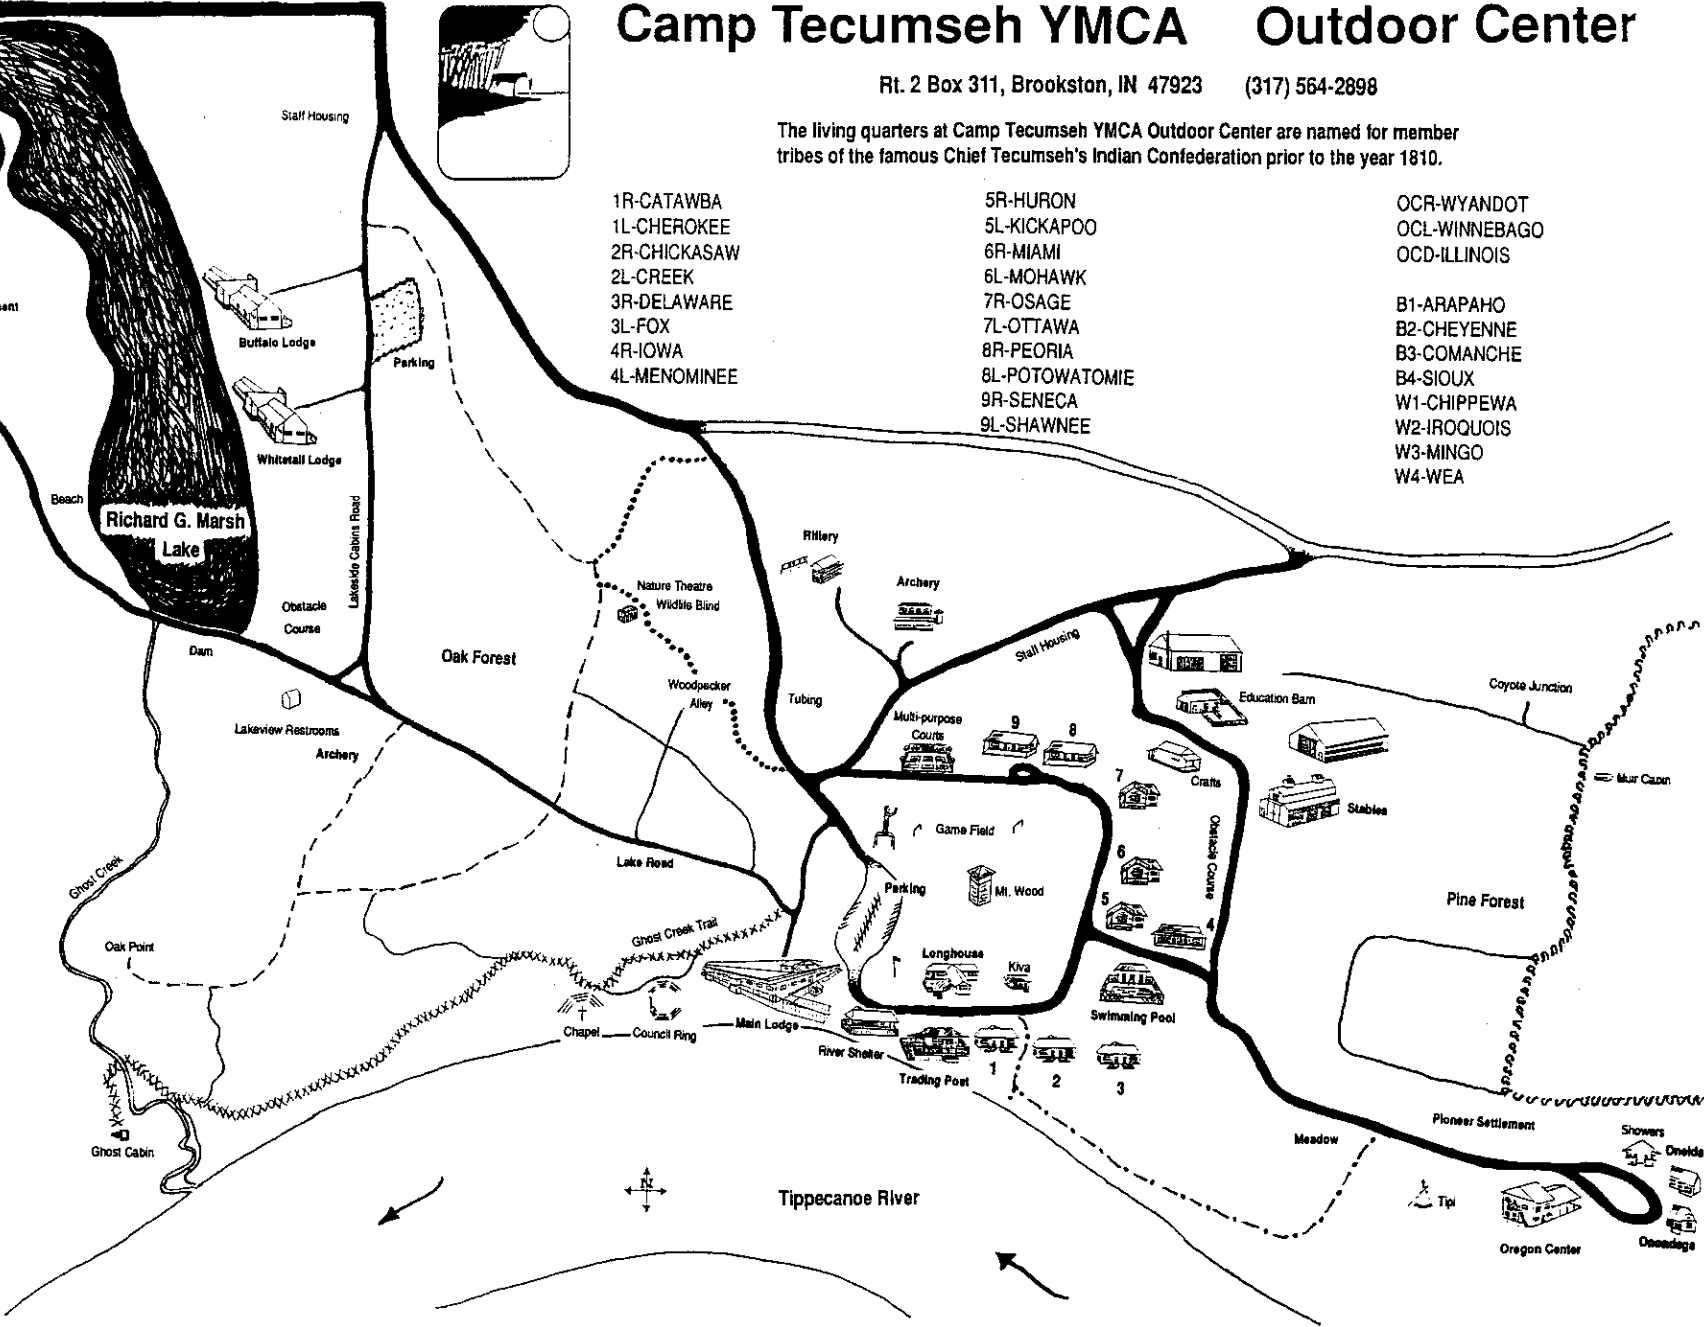 Camp Tecumseh YMCA Outdoor Center
Rt. 2 Box 311, Brookston, IN 47923 (317) 564-2898
The living quarters at Camp Tecumseh YMCA Outdoor Center are named for member
tribes of the famous Chief Tecumseh's Indian Confederation prior to the year 1810.
1R-CATAWBA
1L-CHEROKEE
2R-CHICKASAW
2L-CREEK
3R-DELAWARE
3L-FOX
4R-IOWA
4L-MENOMINEE
5R-HURON
5L-KICKAPOO
6R-MIAMI
6L-MOHAWK
7R-OSAGE
7L-OTTAWA
8R-PEORIA
8L-POTOWATOMIE
9R-SENECA
9L-SHAWNEE
OCR-WYANDOT
OCL-WINNEBAGO
OCD-ILLINOIS
B1-ARAPAHO
B2-CHEYENNE
B3-COMANCHE
B4-SIOUX
W1-CHIPPEWA
W2-IROQUOIS
W3-MINGO
W4-WEA
Staff Housing
Buffalo Lodge
Parking
Whitetail Lodge
Beach
Richard G. Marsh
Lake
Lakeside Cabins Road
Obstacle
Course
Dam
Lakeview Restrooms
Archery
Oak Forest
Nature Theatre
Wildlife Blind
Woodpecker
Alley
Riflery
Archery
Tubing
Staff Housing
Multi-purpose
Courts
9
8
7
6
5
4
Crafts
Education Barn
Stables
Obstacle Course
Coyote Junction
Muir Cabin
Pine Forest
Game Field
Mt. Wood
Parking
Longhouse
Kiva
Swimming Pool
Lake Road
Ghost Creek
Oak Point
Ghost Creek Trail
Chapel
Council Ring
Main Lodge
River Shelter
Trading Post
1
2
3
Ghost Cabin
N
Tippecanoe River
Meadow
Pioneer Settlement
Showers
Oneida
Tipi
Oregon Center
Onondaga